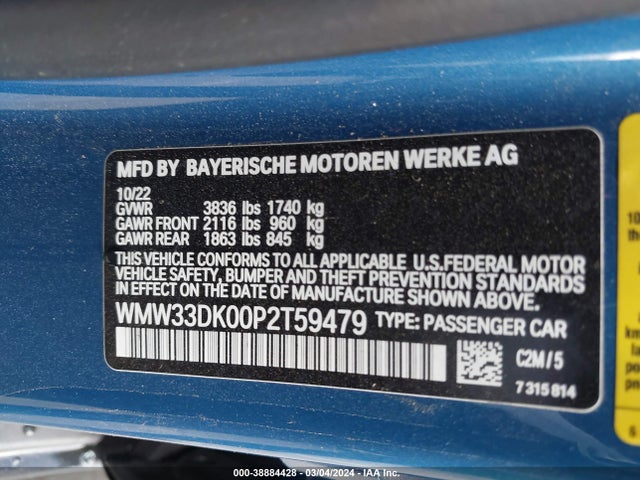 MFD BY BAYERISCHE MOTOREN WERKE AG
10/22
GVWR 3836 lbs 1740 kg
GAWR FRONT 2116 lbs 960 kg
GAWR REAR 1863 lbs 845 kg
THIS VEHICLE CONFORMS TO ALL APPLICABLE U.S.FEDERAL MOTOR
VEHICLE SAFETY, BUMPER AND THEFT PREVENTION STANDARDS
IN EFFECT ON THE DATE OF MANUFACTURE SHOWN ABOVE.
WMW33DK00P2T59479 TYPE: PASSENGER CAR
C2M/5
7 315 814
000-38884428 - 03/04/2024 - IAA Inc.